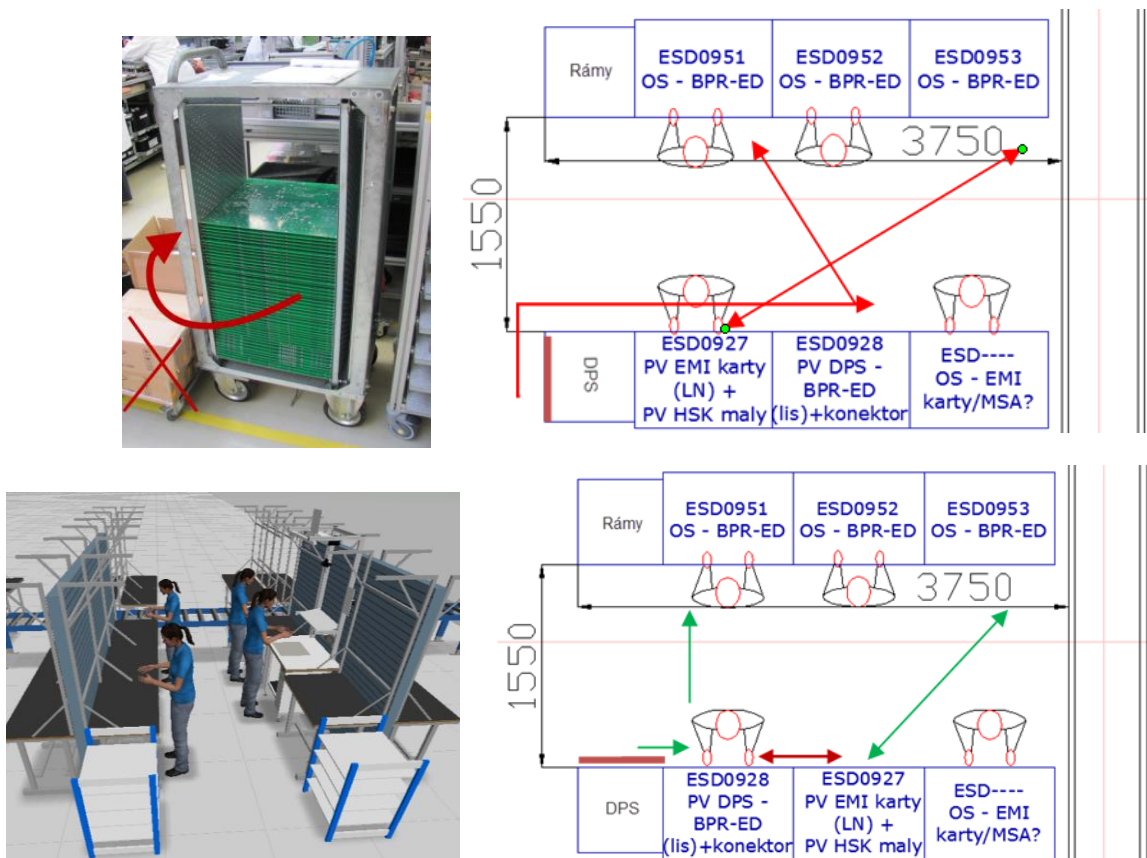 Rámy
ESD0951
OS - BPR-ED
ESD0952
OS - BPR-ED
ESD0953
OS - BPR-ED
3750
1550
DPS
ESD0927
PV EMI karty
(LN) +
PV HSK maly
ESD0928
PV DPS -
BPR-ED
(lis)+konektor
ESD----
OS - EMI
karty/MSA?
Rámy
ESD0951
OS - BPR-ED
ESD0952
OS - BPR-ED
ESD0953
OS - BPR-ED
3750
1550
DPS
ESD0928
PV DPS -
BPR-ED
(lis)+konektor
ESD0927
PV EMI karty
(LN) +
PV HSK maly
ESD----
OS - EMI
karty/MSA?